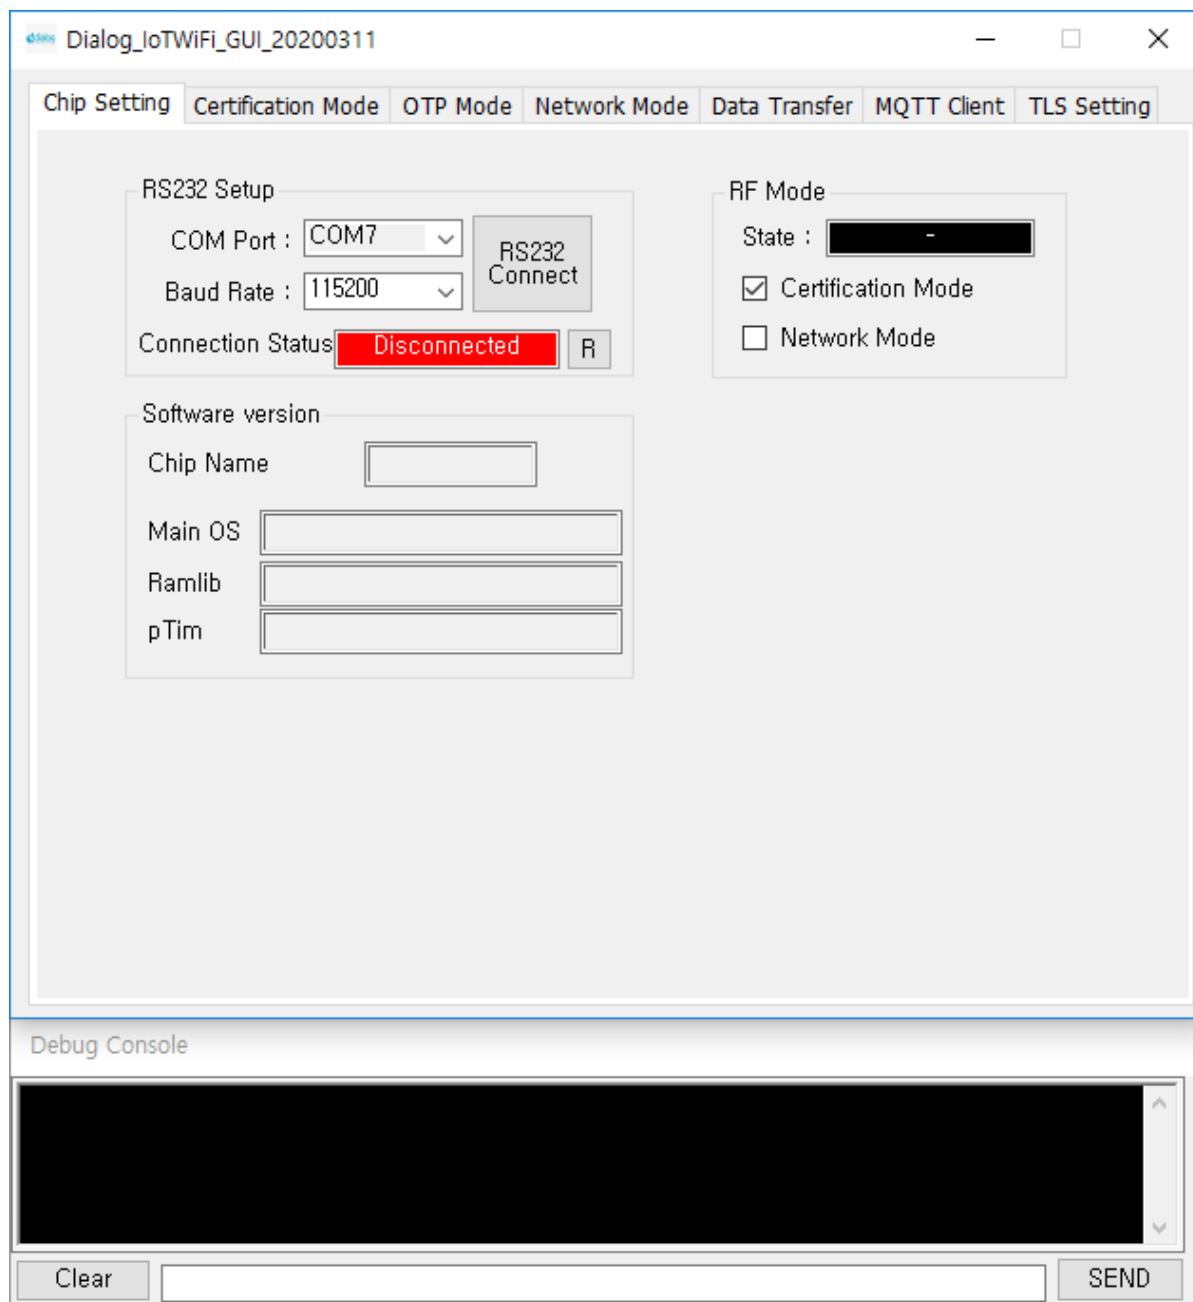 Dialog_IoTWiFi_GUI_20200311
Chip Setting Certification Mode OTP Mode Network Mode Data Transfer MQTT Client TLS Setting
RS232 Setup
COM Port : COM7
Baud Rate : 115200
RS232
Connect
Connection Status Disconnected R
RF Mode
State : -
Certification Mode
Network Mode
Software version
Chip Name
Main OS
Ramlib
pTim
Debug Console
Clear SEND